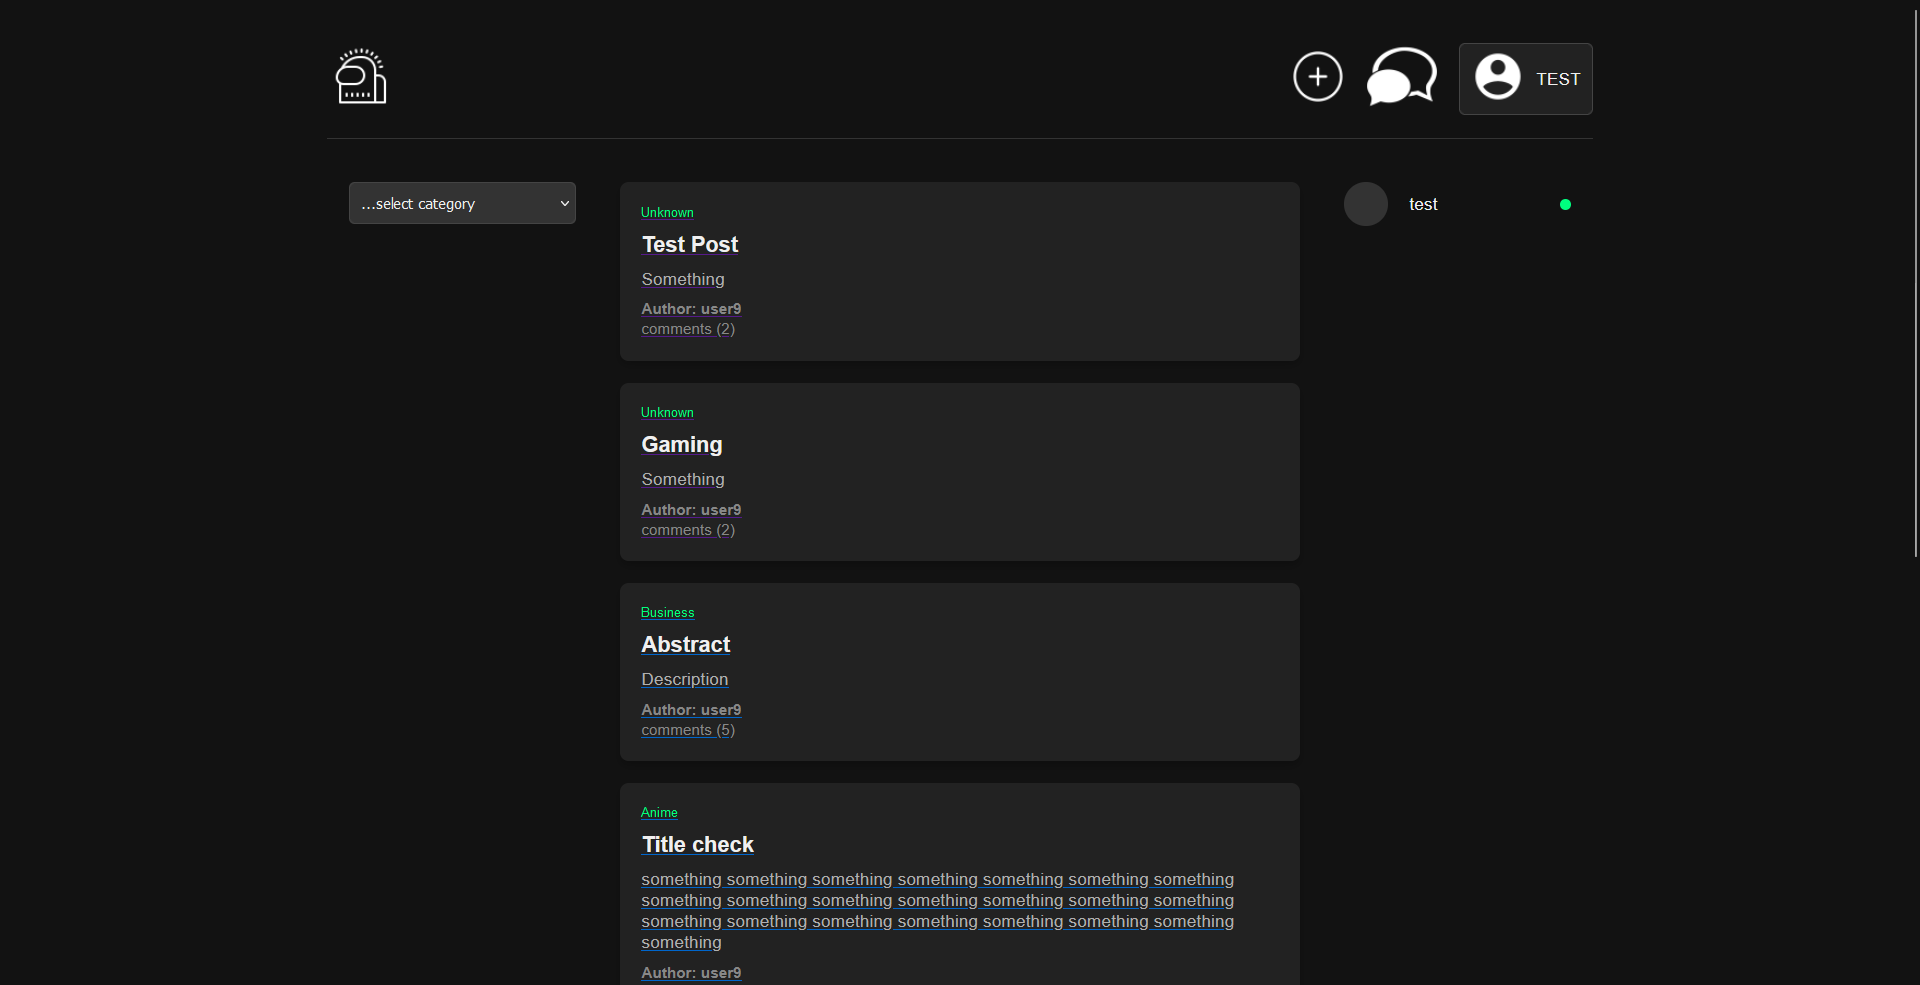 TEST
...select category
Unknown
Test Post
Something
Author: user9
comments (2)
Unknown
Gaming
Something
Author: user9
comments (2)
Business
Abstract
Description
Author: user9
comments (5)
Anime
Title check
something something something something something something something
something something something something something something something
something something something something something something something
something
Author: user9
test